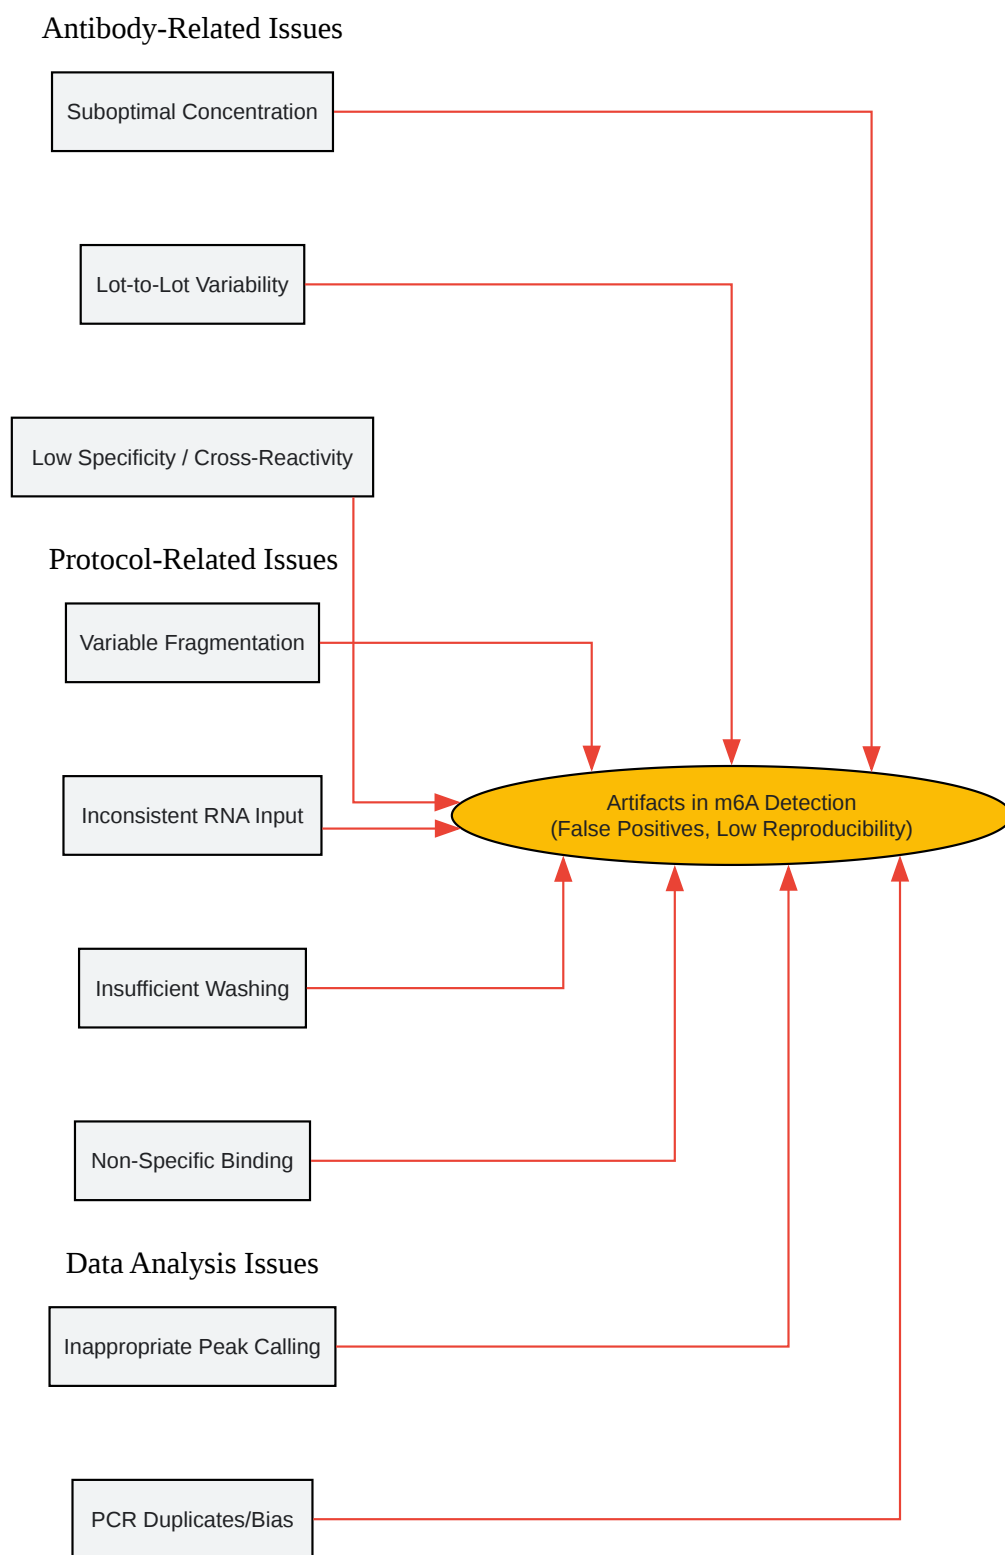 Antibody-Related Issues
Suboptimal Concentration
Lot-to-Lot Variability
Low Specificity / Cross-Reactivity
Protocol-Related Issues
Variable Fragmentation
Inconsistent RNA Input
Artifacts in m6A Detection
(False Positives, Low Reproducibility)
Insufficient Washing
Non-Specific Binding
Data Analysis Issues
Inappropriate Peak Calling
PCR Duplicates/Bias